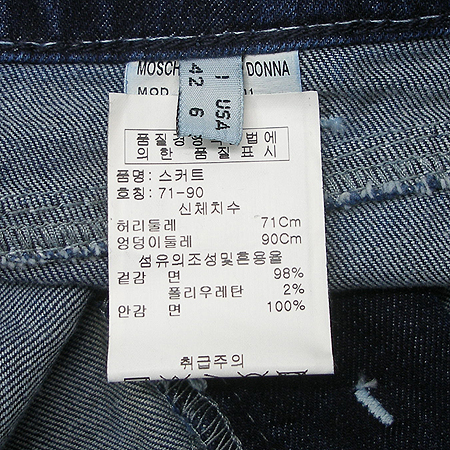 MOSCH DONNA
MOD
I 42
USA 6
품질경영 법에
의한 품질표시
품명: 스커트
호칭: 71-90
신체치수
허리둘레 71Cm
엉덩이둘레 90Cm
섬유의조성및혼용율
겉감 면 98%
폴리우레탄 2%
안감 면 100%
취급주의